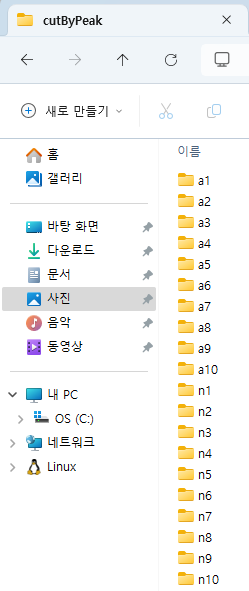 cutByPeak
새로 만들기
이름
홈
갤러리
바탕 화면
다운로드
문서
사진
음악
동영상
내 PC
OS (C:)
네트워크
Linux
a1
a2
a3
a4
a5
a6
a7
a8
a9
a10
n1
n2
n3
n4
n5
n6
n7
n8
n9
n10